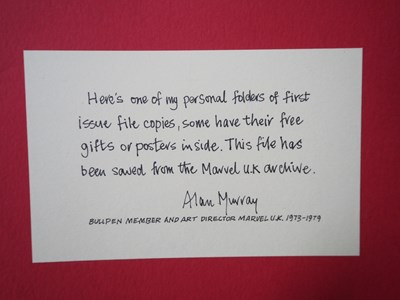 Here's one of my personal folders of first
issue file copies, some have their free
gifts or posters inside. This file has
been saved from the Marvel U.K archive.
Alan Murray
BULLPEN MEMBER AND ART DIRECTOR MARVEL U.K. 1973-1979